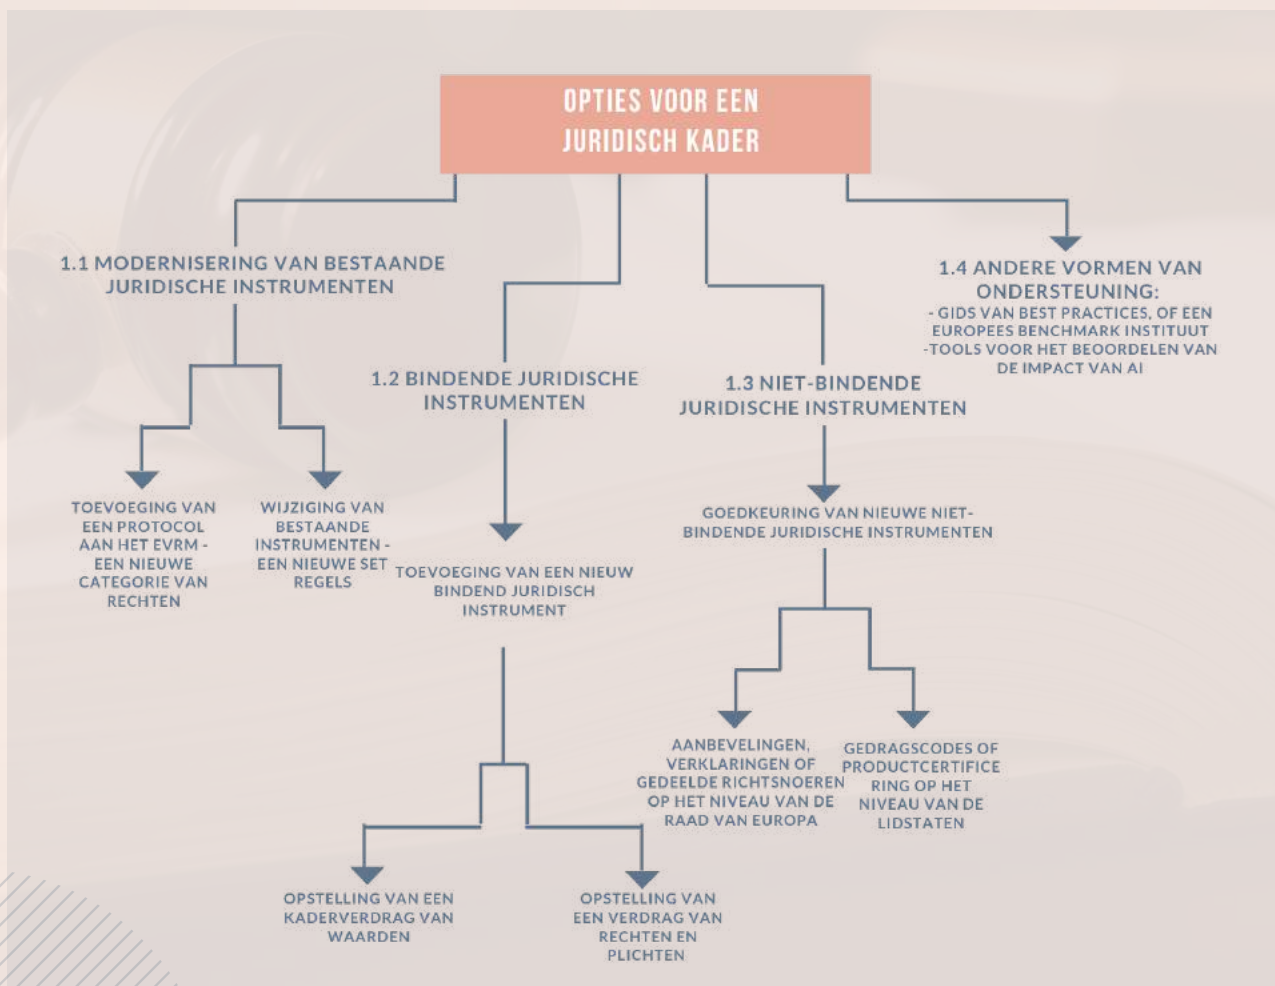 OPTIES VOOR EEN
JURIDISCH KADER
1.1 MODERNISERING VAN BESTAANDE
JURIDISCHE INSTRUMENTEN
TOEVOEGING VAN
EEN PROTOCOL
AAN HET EVRM -
EEN NIEUWE
CATEGORIE VAN
RECHTEN
WIJZIGING VAN
BESTAANDE
INSTRUMENTEN -
EEN NIEUWE SET
REGELS
1.2 BINDENDE JURIDISCHE
INSTRUMENTEN
TOEVOEGING VAN EEN NIEUW
BINDEND JURIDISCH
INSTRUMENT
OPSTELLING VAN EEN
KADERVERDRAG VAN
WAARDEN
OPSTELLING VAN
EEN VERDRAG VAN
RECHTEN EN
PLICHTEN
1.3 NIET-BINDENDE
JURIDISCHE INSTRUMENTEN
GOEDKEURING VAN NIEUWE NIET-
BINDENDE JURIDISCHE INSTRUMENTEN
AANBEVELINGEN,
VERKLARINGEN OF
GEDEELDE RICHTSNOEREN
OP HET NIVEAU VAN DE
RAAD VAN EUROPA
GEDRAGSCODES OF
PRODUCTCERTIFICE
RING OP HET
NIVEAU VAN DE
LIDSTATEN
1.4 ANDERE VORMEN VAN
ONDERSTEUNING:
- GIDS VAN BEST PRACTICES, OF EEN
EUROPEES BENCHMARK INSTITUUT
-TOOLS VOOR HET BEOORDELEN VAN
DE IMPACT VAN AI